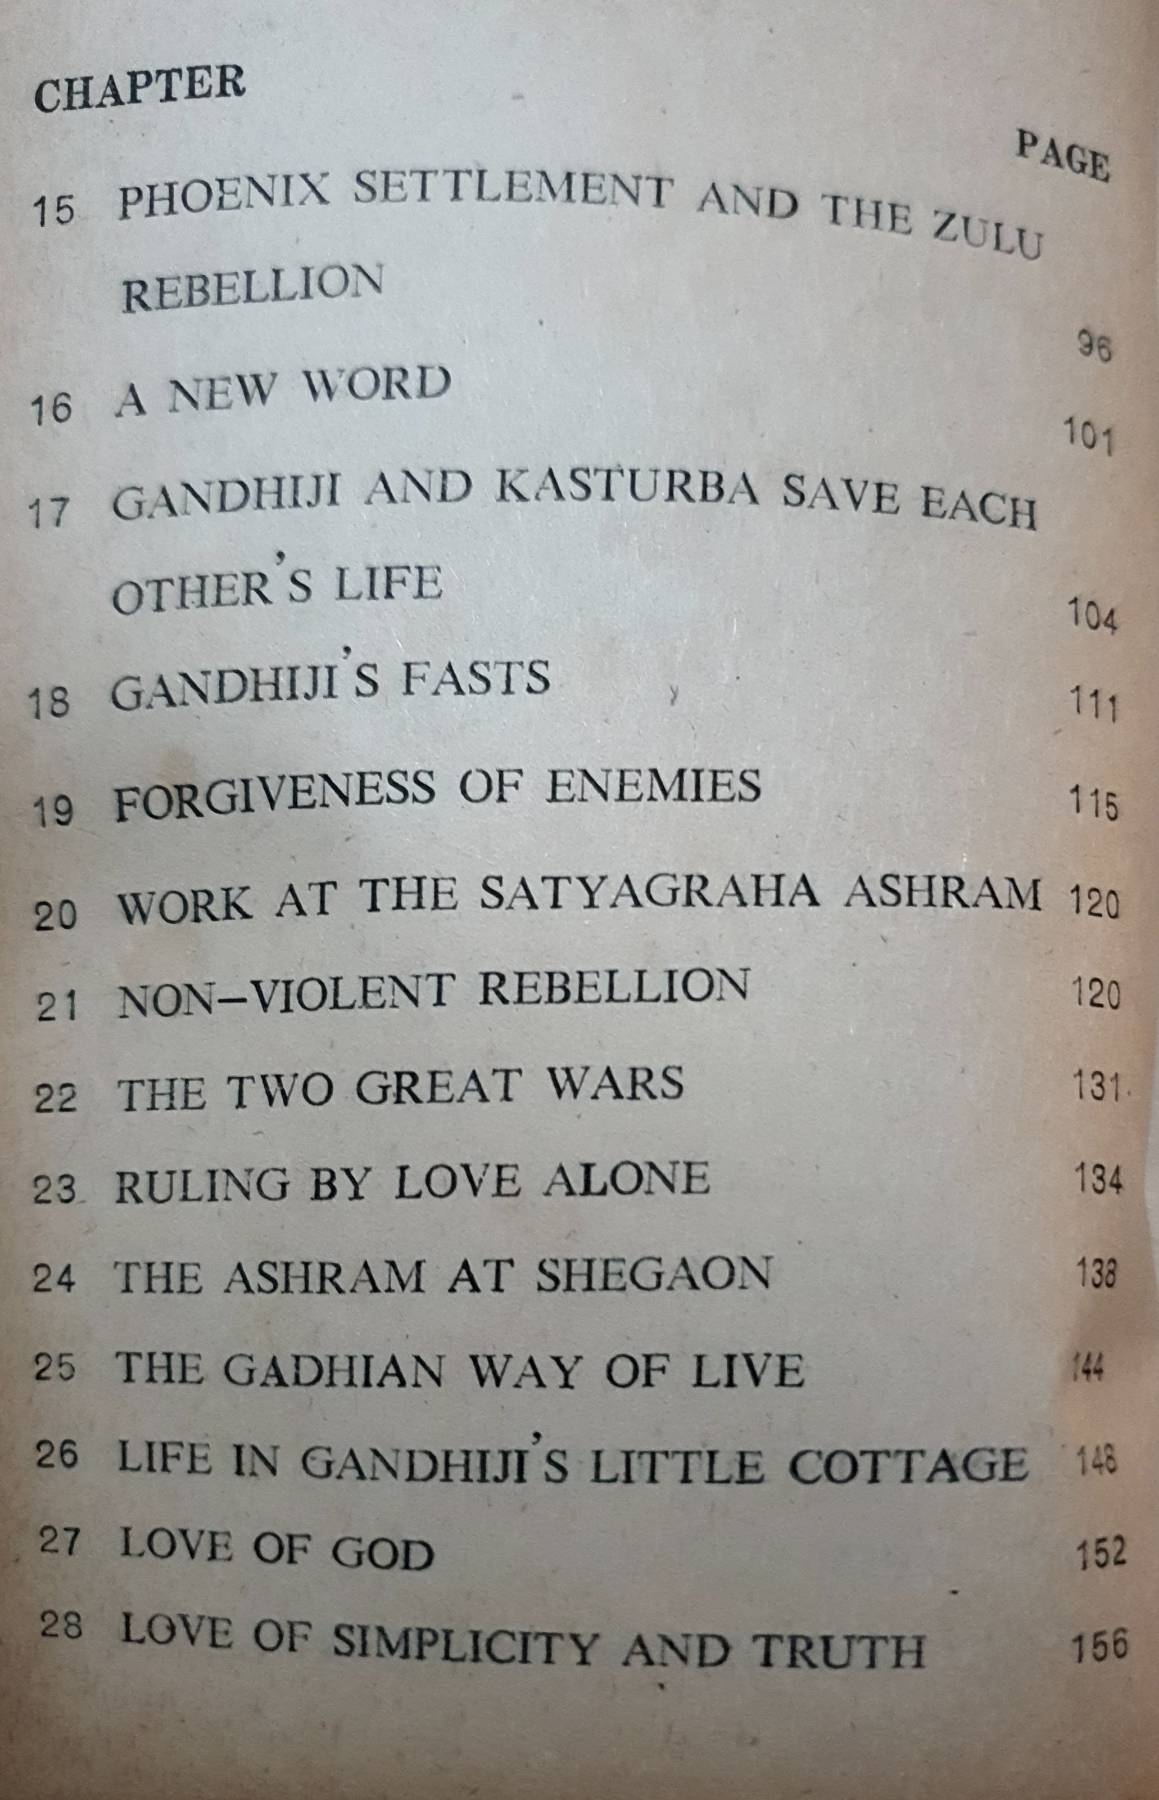 CHAPTER
PAGE
15 PHOENIX SETTLEMENT AND THE ZULU
REBELLION 96
16 A NEW WORD 101
17 GANDHIJI AND KASTURBA SAVE EACH
OTHER'S LIFE 104
18 GANDHIJI'S FASTS 111
19 FORGIVENESS OF ENEMIES 115
20 WORK AT THE SATYAGRAHA ASHRAM 120
21 NON–VIOLENT REBELLION 120
22 THE TWO GREAT WARS 131
23 RULING BY LOVE ALONE 134
24 THE ASHRAM AT SHEGAON 138
25 THE GADHIAN WAY OF LIVE 144
26 LIFE IN GANDHIJI'S LITTLE COTTAGE 148
27 LOVE OF GOD 152
28 LOVE OF SIMPLICITY AND TRUTH 156